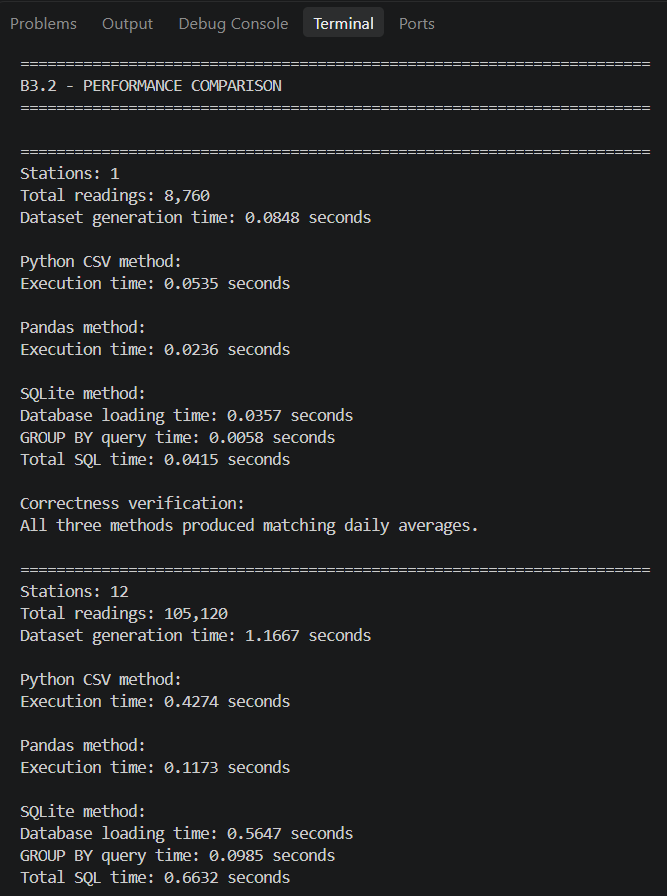 Problems Output Debug Console Terminal Ports
======================================================================
B3.2 - PERFORMANCE COMPARISON
======================================================================
======================================================================
Stations: 1
Total readings: 8,760
Dataset generation time: 0.0848 seconds
Python CSV method:
Execution time: 0.0535 seconds
Pandas method:
Execution time: 0.0236 seconds
SQLite method:
Database loading time: 0.0357 seconds
GROUP BY query time: 0.0058 seconds
Total SQL time: 0.0415 seconds
Correctness verification:
All three methods produced matching daily averages.
======================================================================
Stations: 12
Total readings: 105,120
Dataset generation time: 1.1667 seconds
Python CSV method:
Execution time: 0.4274 seconds
Pandas method:
Execution time: 0.1173 seconds
SQLite method:
Database loading time: 0.5647 seconds
GROUP BY query time: 0.0985 seconds
Total SQL time: 0.6632 seconds